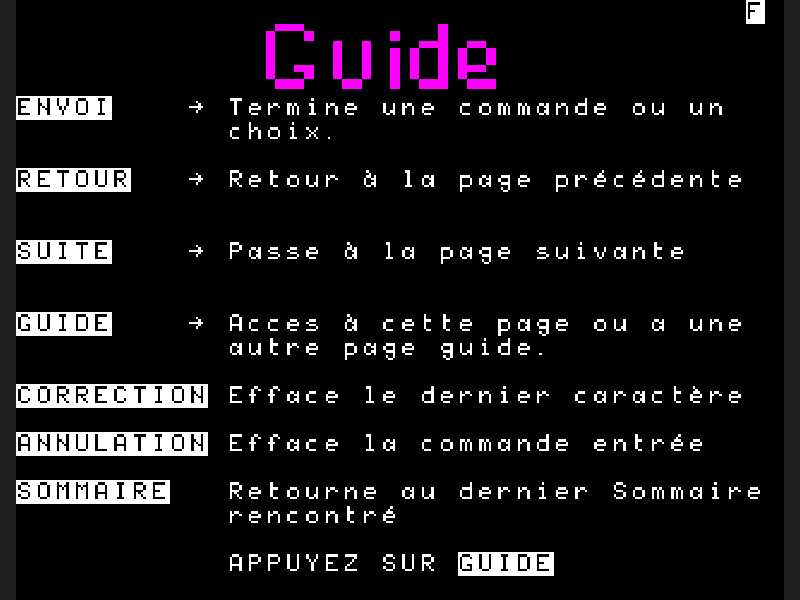 F
Guide
ENVOI → Termine une commande ou un
choix.
RETOUR → Retour à la page précédente
SUITE → Passe à la page suivante
GUIDE → Acces à cette page ou a une
autre page guide.
CORRECTION Efface le dernier caractère
ANNULATION Efface la commande entrée
SOMMAIRE Retourne au dernier Sommaire
rencontré
APPUYEZ SUR GUIDE